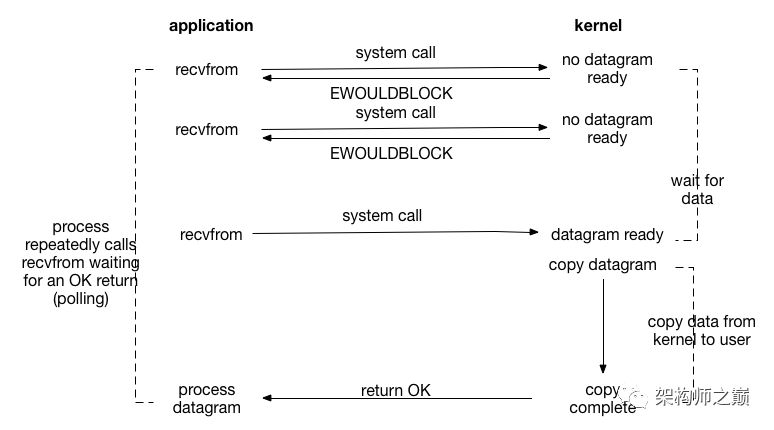 application
kernel
system call
recvfrom
no datagram
ready
EWOULDBLOCK
system call
recvfrom
no datagram
ready
EWOULDBLOCK
wait for
data
system call
recvfrom
datagram ready
process
repeatedly calls
recvfrom waiting
for an OK return
(polling)
copy datagram
copy data from
kernel to user
process
datagram
return OK
copy
complete
架构师之巅